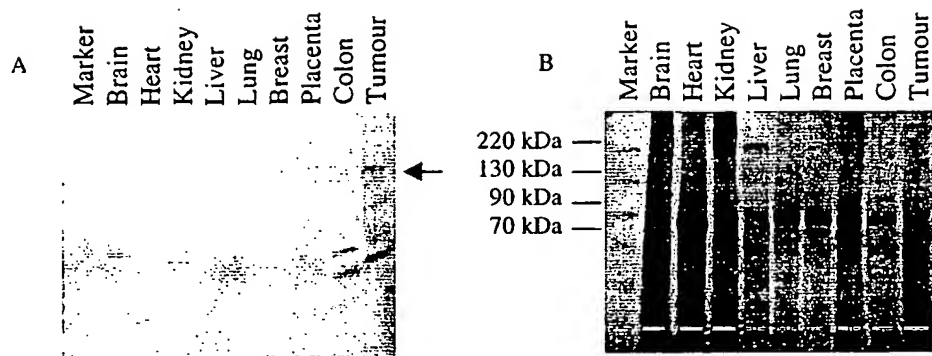 A
Marker
Brain
Heart
Kidney
Liver
Lung
Breast
Placenta
Colon
Tumour
B
Marker
Brain
Heart
Kidney
Liver
Lung
Breast
Placenta
Colon
Tumour
220 kDa
130 kDa
90 kDa
70 kDa